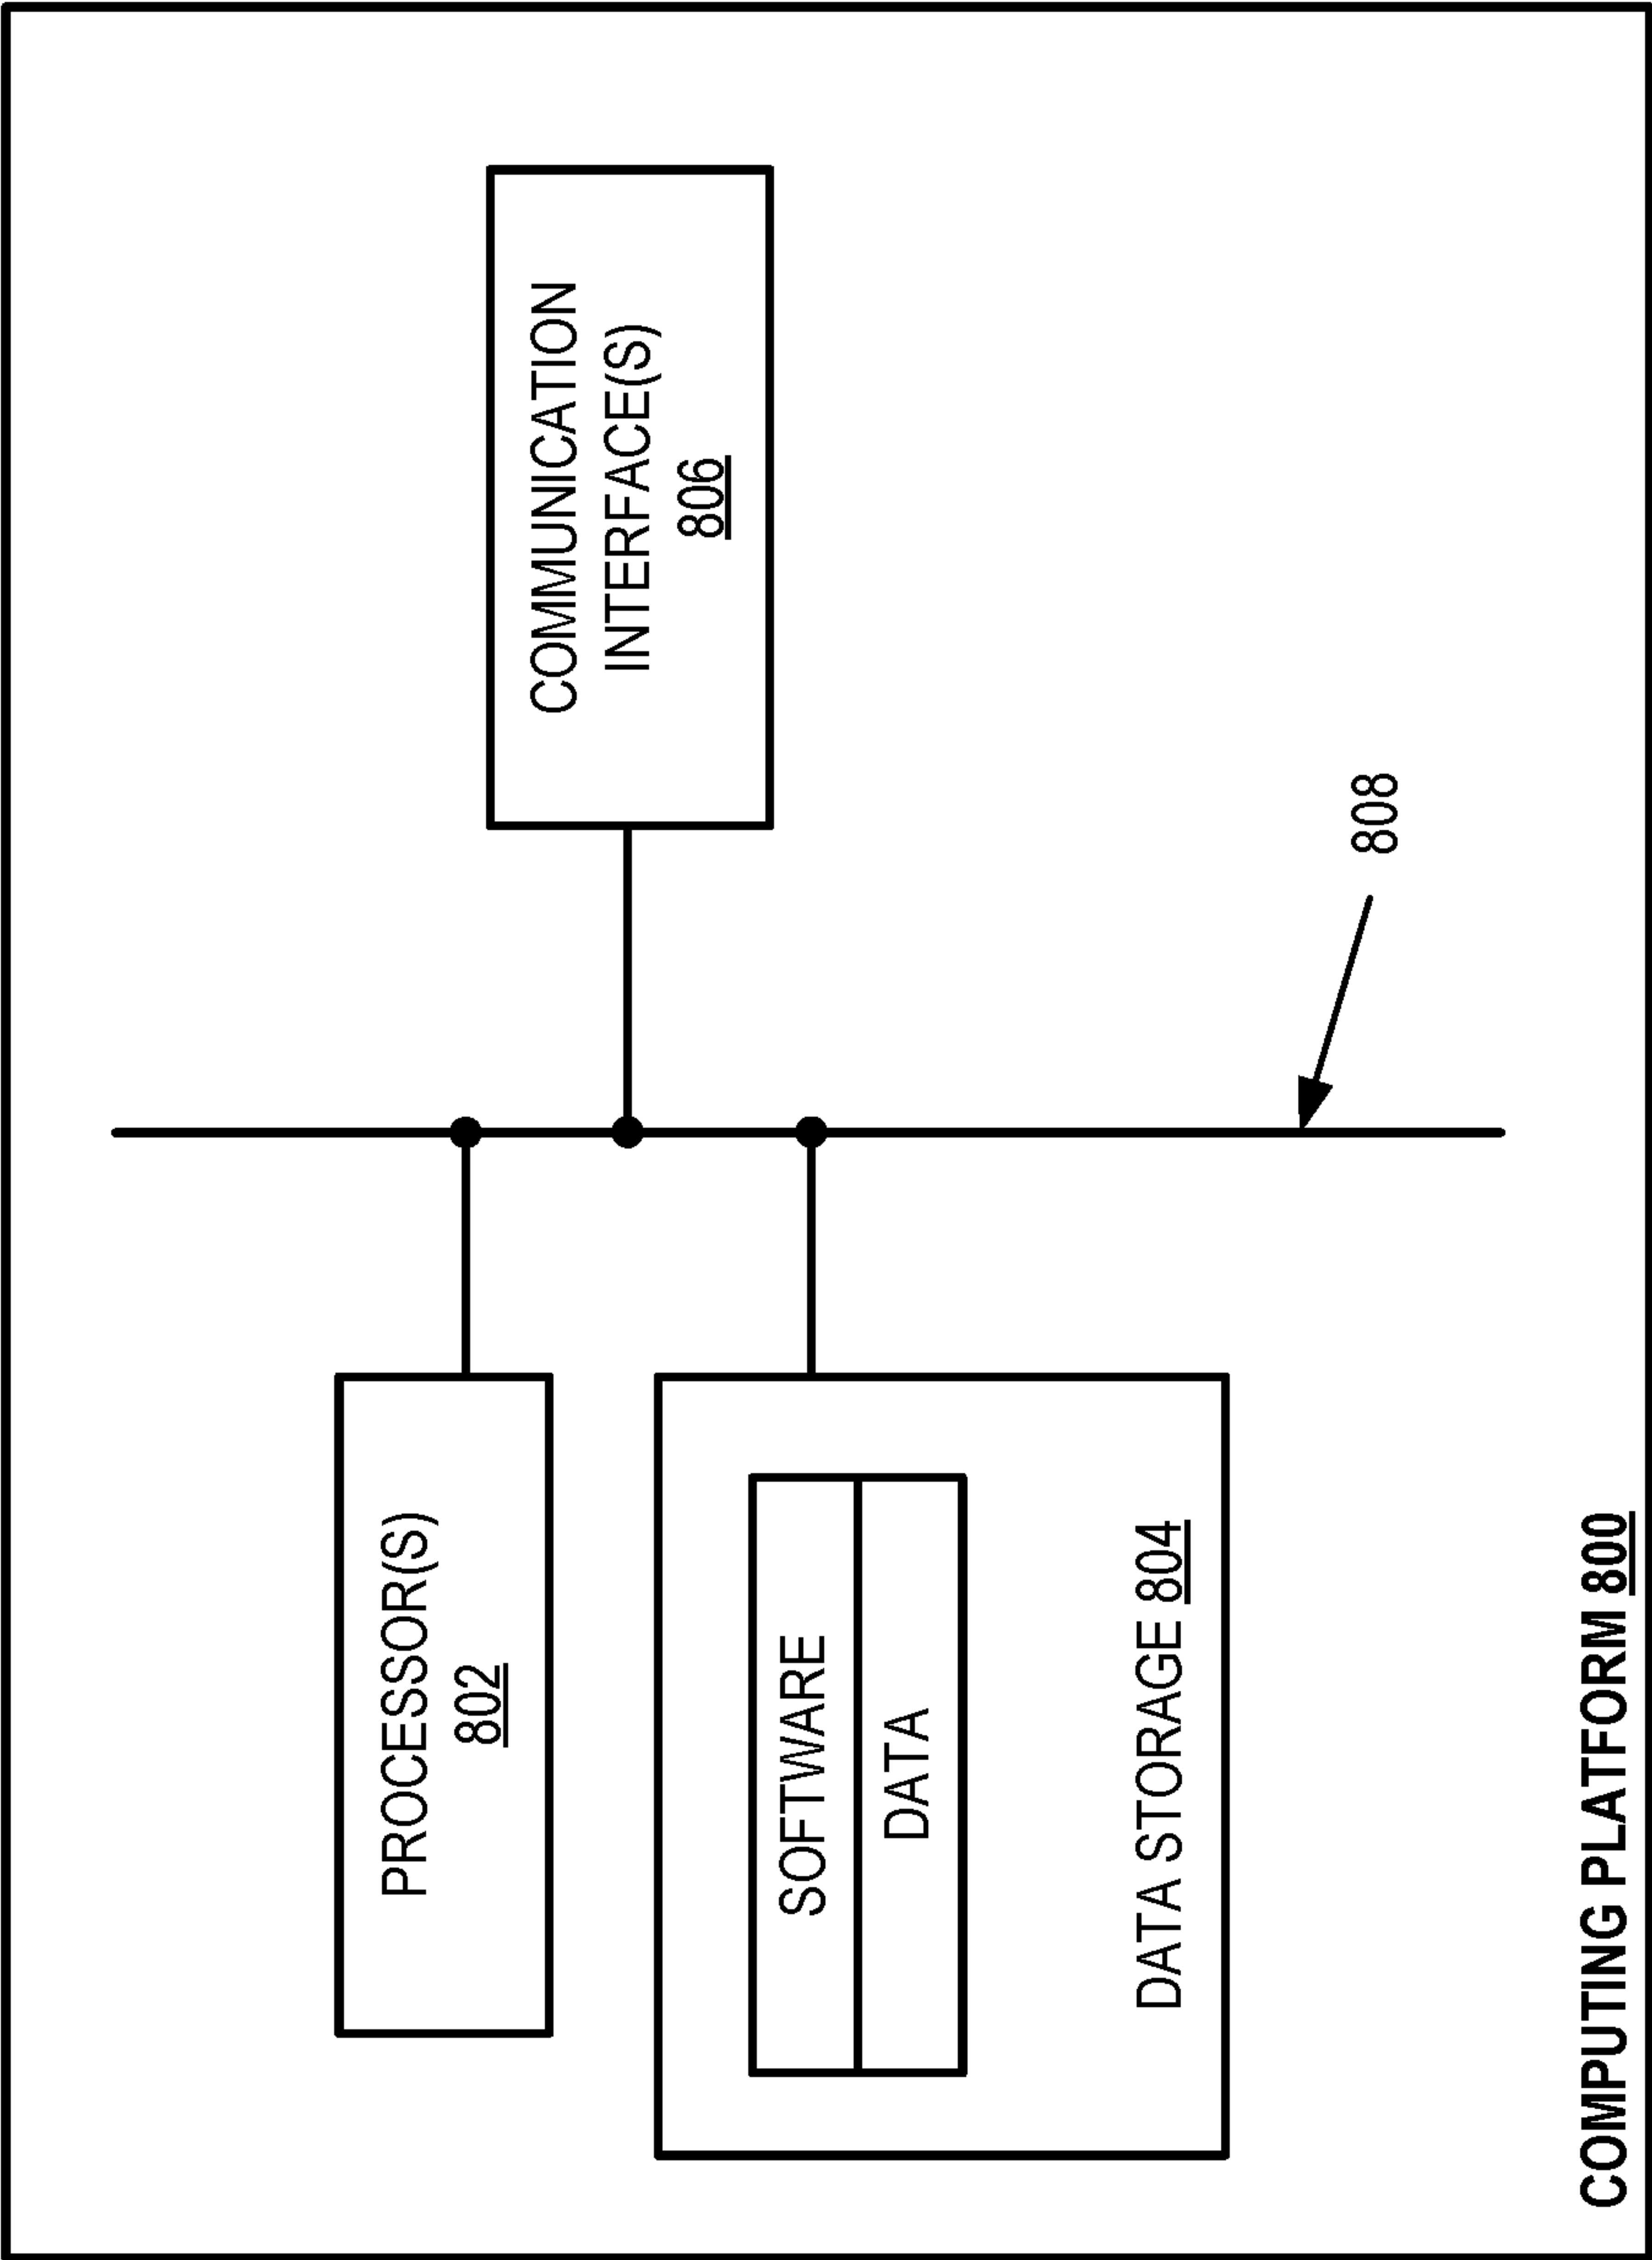 PROCESSOR(S)
802
SOFTWARE
DATA
DATA STORAGE 804
COMMUNICATION
INTERFACE(S)
806
808
COMPUTING PLATFORM 800